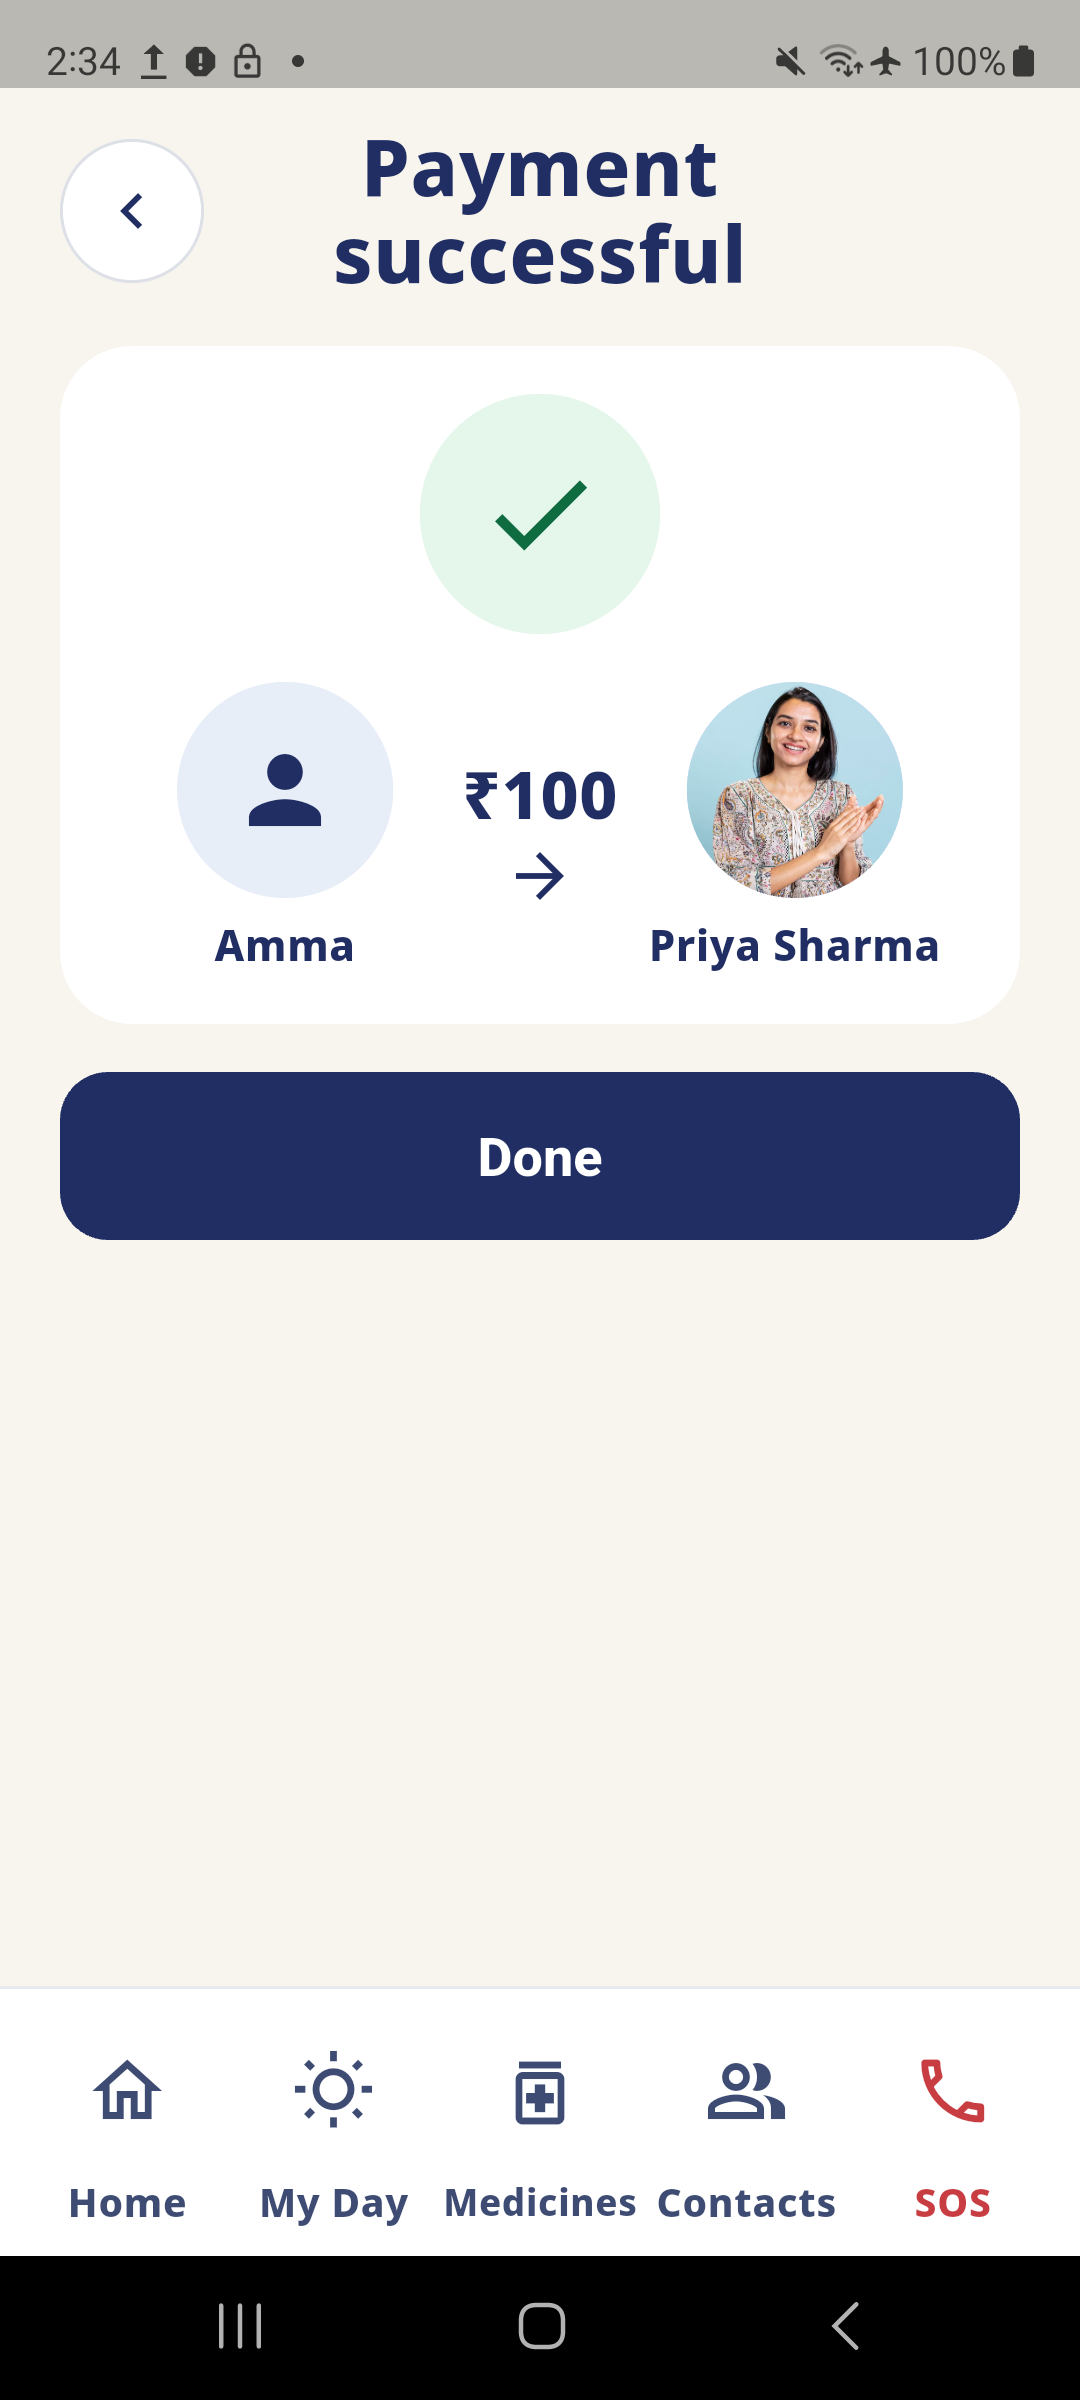 2:34
100%
Payment
successful
₹100
Amma
Priya Sharma
Done
Home
My Day
Medicines
Contacts
SOS